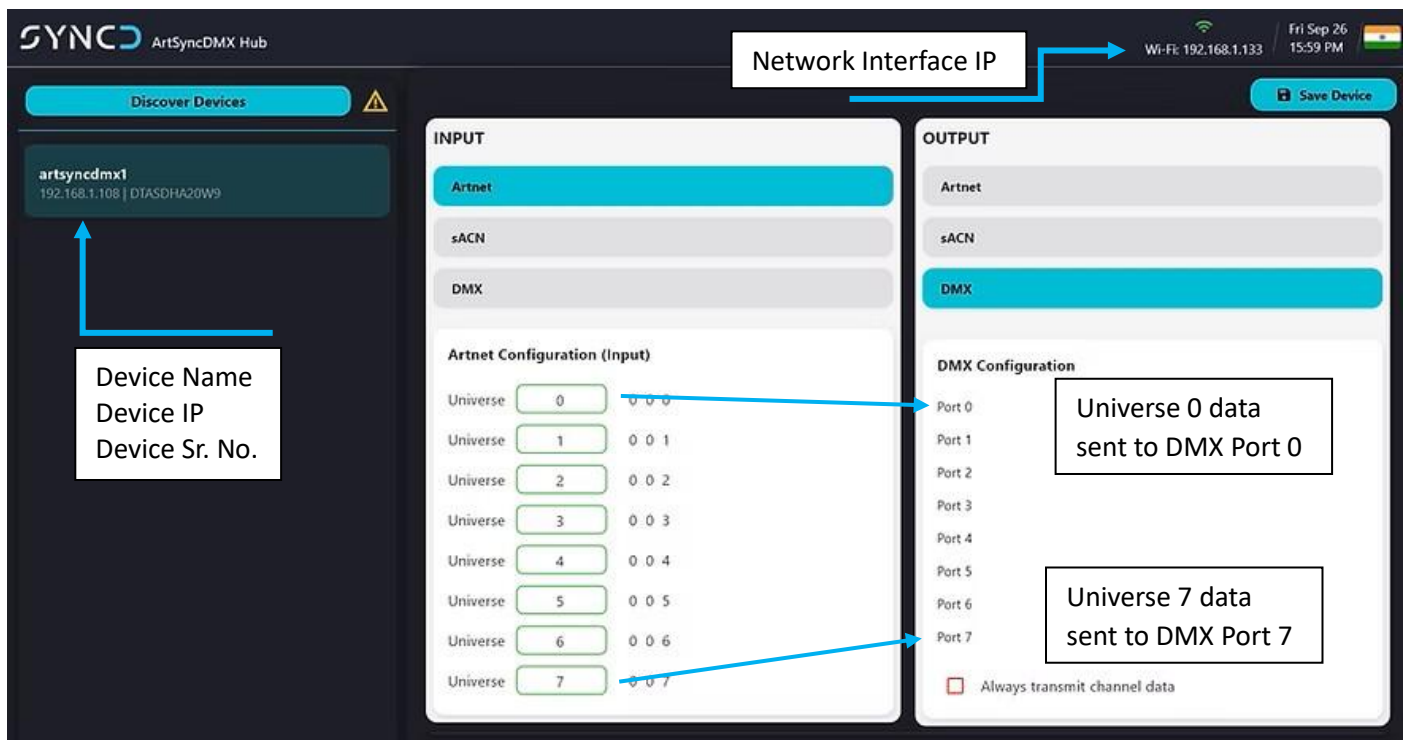 SYNCD ArtSyncDMX Hub
Network Interface IP
Wi-Fi: 192.168.1.133
Fri Sep 26
15:59 PM
Discover Devices
Save Device
artsyncdmx1
192.168.1.108 | DTASDHA20W9
Device Name
Device IP
Device Sr. No.
INPUT
Artnet
sACN
DMX
Artnet Configuration (Input)
Universe 0 0 0 0
Universe 1 0 0 1
Universe 2 0 0 2
Universe 3 0 0 3
Universe 4 0 0 4
Universe 5 0 0 5
Universe 6 0 0 6
Universe 7 0 0 7
OUTPUT
Artnet
sACN
DMX
DMX Configuration
Port 0
Port 1
Port 2
Port 3
Port 4
Port 5
Port 6
Port 7
Universe 0 data
sent to DMX Port 0
Universe 7 data
sent to DMX Port 7
Always transmit channel data